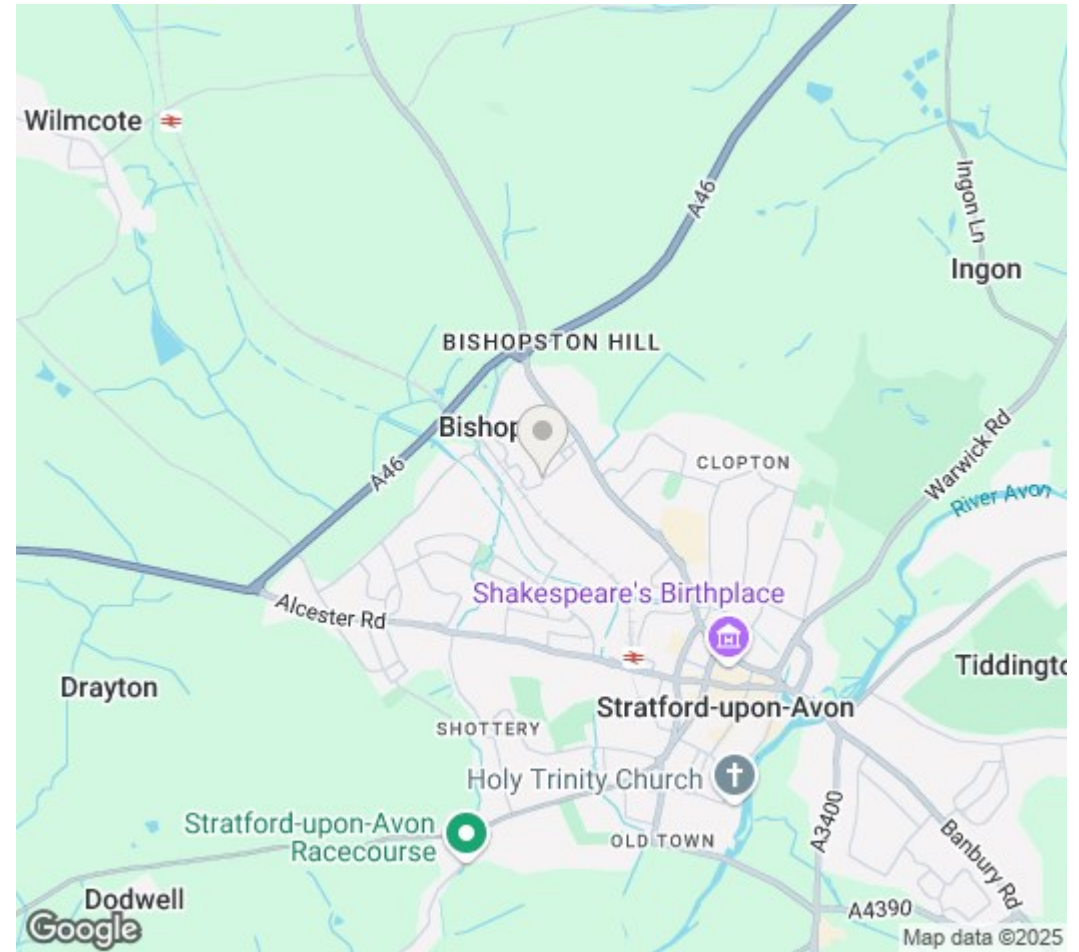 Wilmcote
A46
Ingon Ln
Ingon
BISHOPSTON HILL
Bishop
A46
CLOPTON
Warwick Rd
River Avon
Shakespeare's Birthplace
Alcester Rd
Tiddingto
Drayton
Stratford-upon-Avon
SHOTTERY
Holy Trinity Church
Stratford-upon-Avon
Racecourse
OLD TOWN
A3400
Banbury Rd
Dodwell
A4390
Google
Map data ©2025